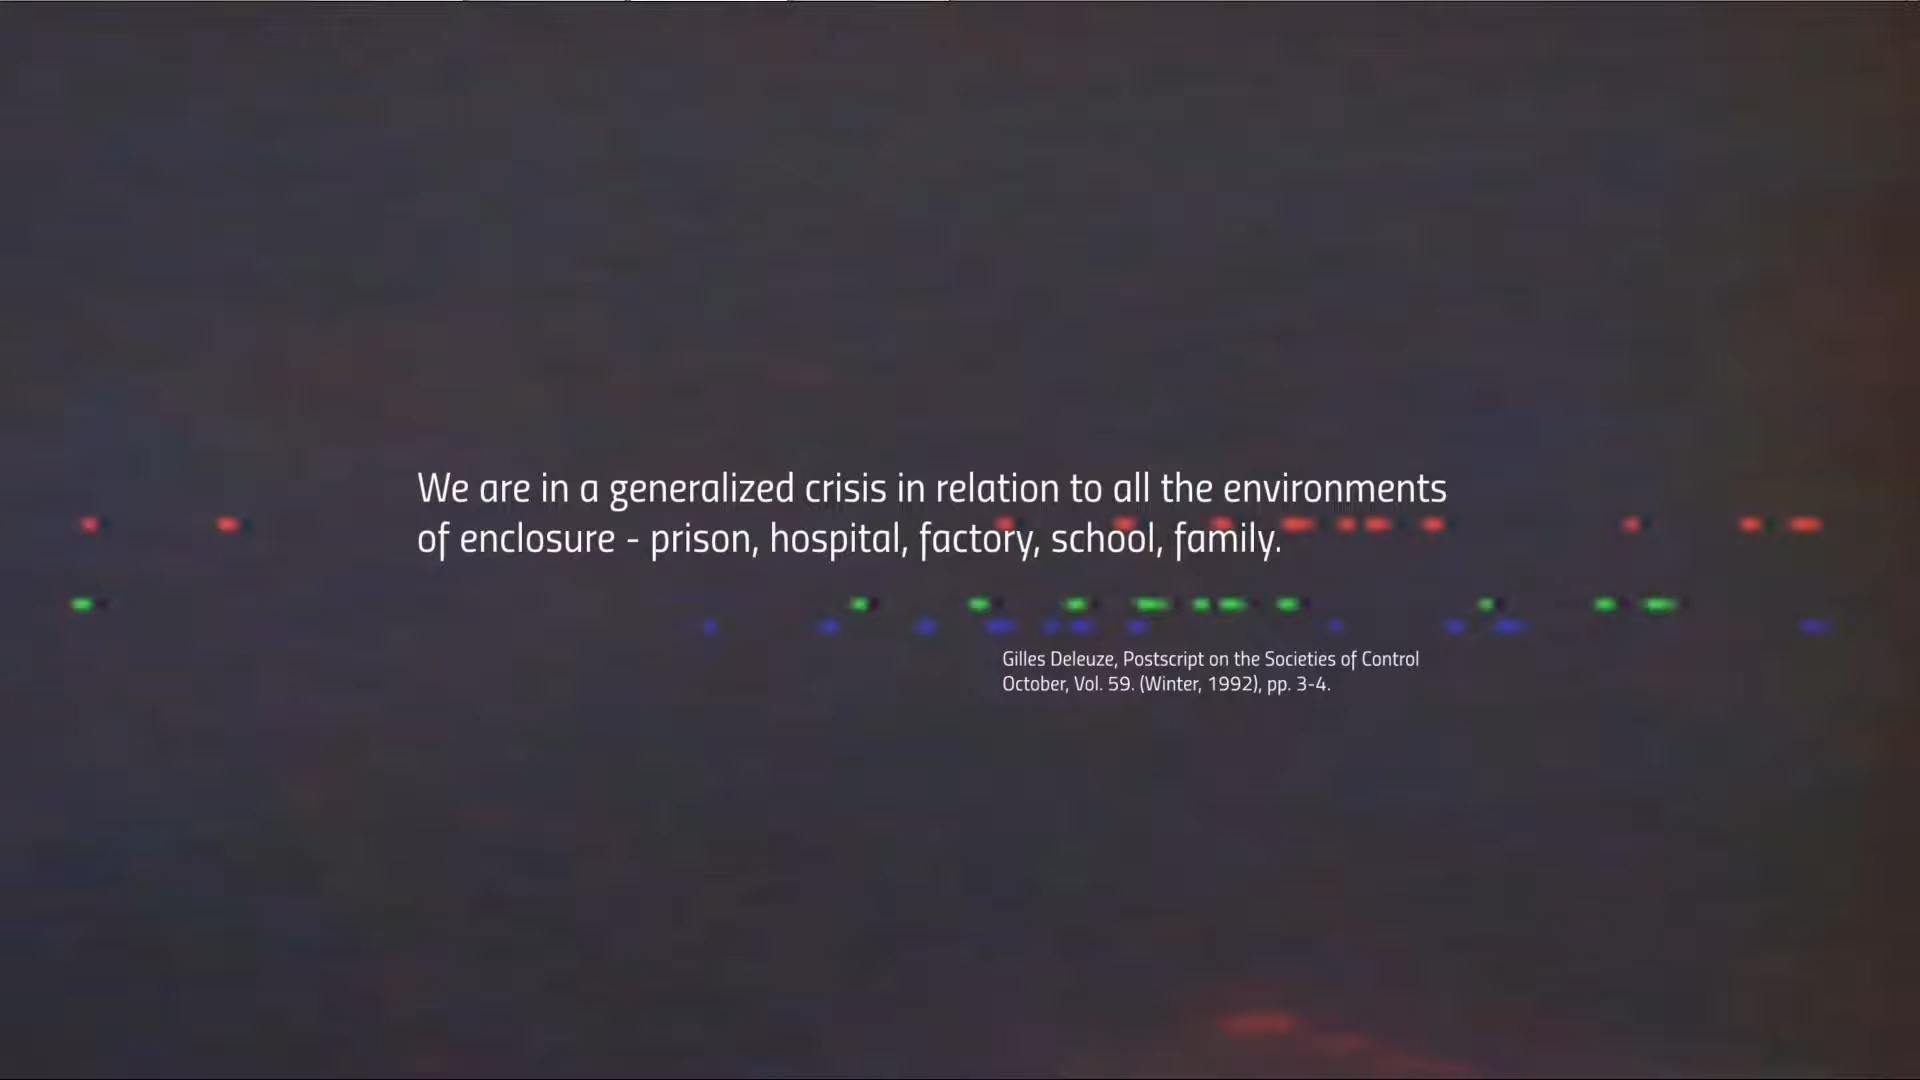 We are in a generalized crisis in relation to all the environments
of enclosure - prison, hospital, factory, school, family.
Gilles Deleuze, Postscript on the Societies of Control
October, Vol. 59. (Winter, 1992), pp. 3-4.